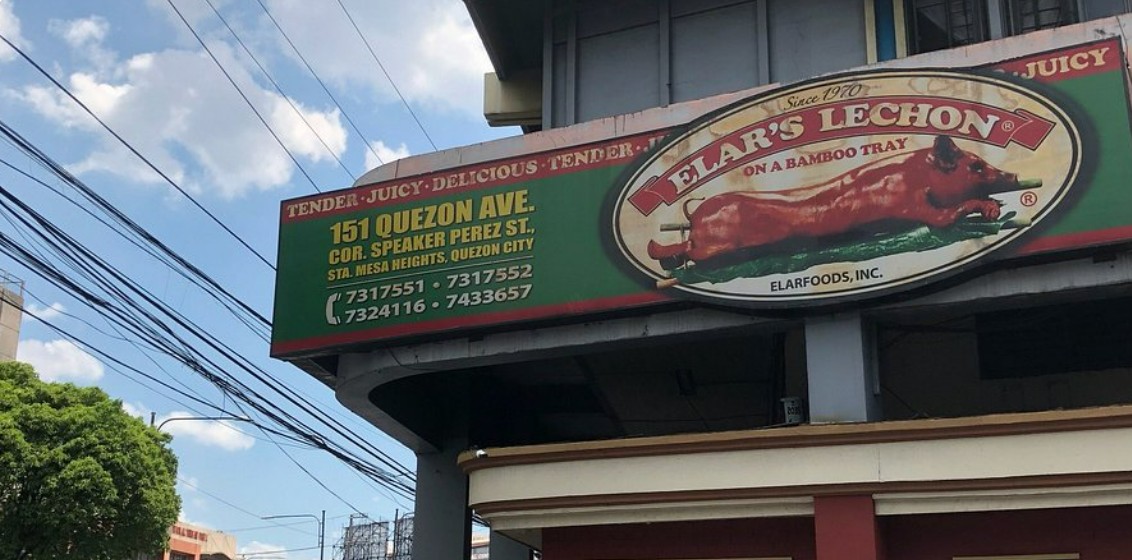 TENDER · JUICY · DELICIOUS · TENDER · J
JUICY
151 QUEZON AVE.
COR. SPEAKER PEREZ ST.,
STA. MESA HEIGHTS, QUEZON CITY
7317551 • 7317552
7324116 • 7433657
Since 1970
ELAR'S LECHON ®
ON A BAMBOO TRAY
®
ELARFOODS, INC.